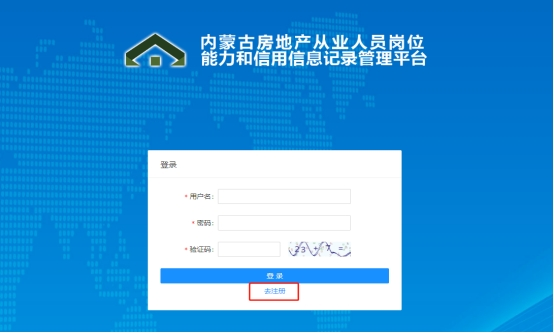 内蒙古房地产从业人员岗位
能力和信用信息记录管理平台
登录
* 用户名:
* 密码:
* 验证码: 23 + 7 =
登 录
去注册